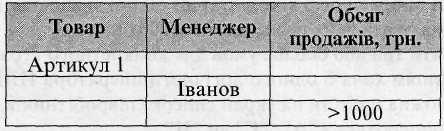 Товар Менеджер Обсяг продажів, грн.
Артикул 1
Іванов
>1000